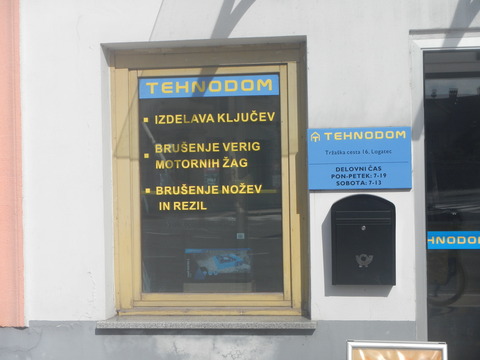 TEHNODOM
IZDELAVA KLJUČEV
BRUŠENJE VERIG
MOTORNIH ŽAG
BRUŠENJE NOŽEV
IN REZIL
TEHNODOM
Tržaška cesta 16, Logatec
DELOVNI ČAS
PON-PETEK: 7-19
SOBOTA: 7-13
TEHNODOM